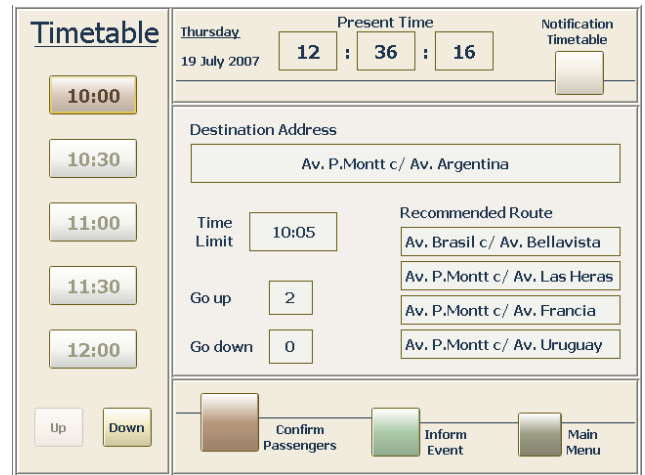 Timetable
10:00
10:30
11:00
11:30
12:00
Up
Down
Thursday
19 July 2007
Present Time
12 : 36 : 16
Notification
Timetable
Destination Address
Av. P.Montt c/ Av. Argentina
Time
Limit
10:05
Go up
2
Go down
0
Recommended Route
Av. Brasil c/ Av. Bellavista
Av. P.Montt c/ Av. Las Heras
Av. P.Montt c/ Av. Francia
Av. P.Montt c/ Av. Uruguay
Confirm
Passengers
Inform
Event
Main
Menu